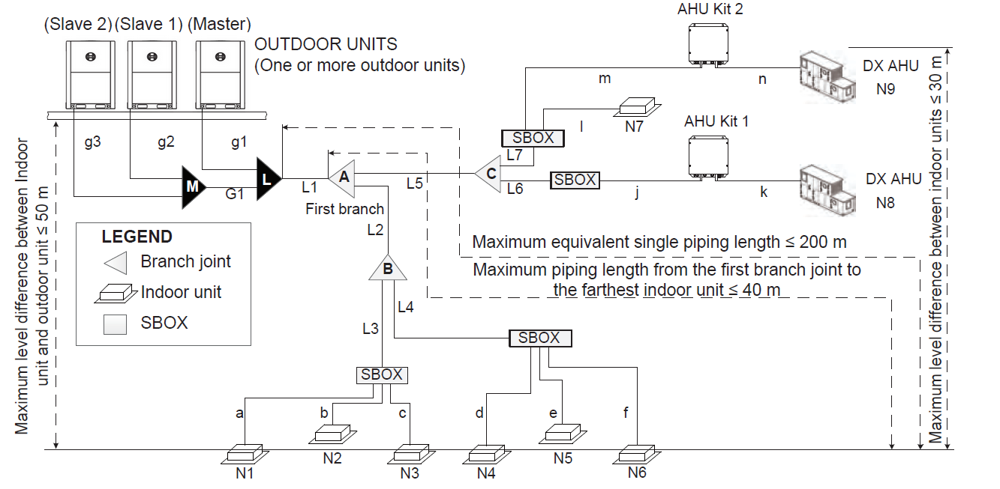 (Slave 2) (Slave 1) (Master)
OUTDOOR UNITS
(One or more outdoor units)
AHU Kit 2
DX AHU
N9
m
n
l
N7
SBOX
L7
AHU Kit 1
DX AHU
N8
C
L6
SBOX
j
k
g3
g2
g1
M
G1
L
L1
A
L5
First branch
L2
LEGEND
Branch joint
Indoor unit
SBOX
B
L3
L4
Maximum equivalent single piping length ≤ 200 m
Maximum piping length from the first branch joint to
the farthest indoor unit ≤ 40 m
SBOX
SBOX
a
b
c
d
e
f
N1
N2
N3
N4
N5
N6
Maximum level difference between Indoor
unit and outdoor unit ≤ 50 m
Maximum level difference between indoor units ≤ 30 m